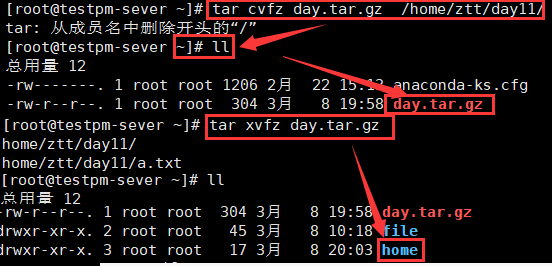 [root@testpm-sever ~]# tar cvfz day.tar.gz  /home/ztt/day11/
tar: 从成员名中删除开头的“/”
[root@testpm-sever ~]# ll
总用量 12
-rw-------. 1 root root 1206 2月  22 15:13 anaconda-ks.cfg
-rw-r--r--. 1 root root  304 3月   8 19:58 day.tar.gz
[root@testpm-sever ~]# tar xvfz day.tar.gz
home/ztt/day11/
home/ztt/day11/a.txt
[root@testpm-sever ~]# ll
总用量 12
-rw-r--r--. 1 root root  304 3月   8 19:58 day.tar.gz
drwxr-xr-x. 2 root root   45 3月   8 10:18 file
drwxr-xr-x. 3 root root   17 3月   8 20:03 home